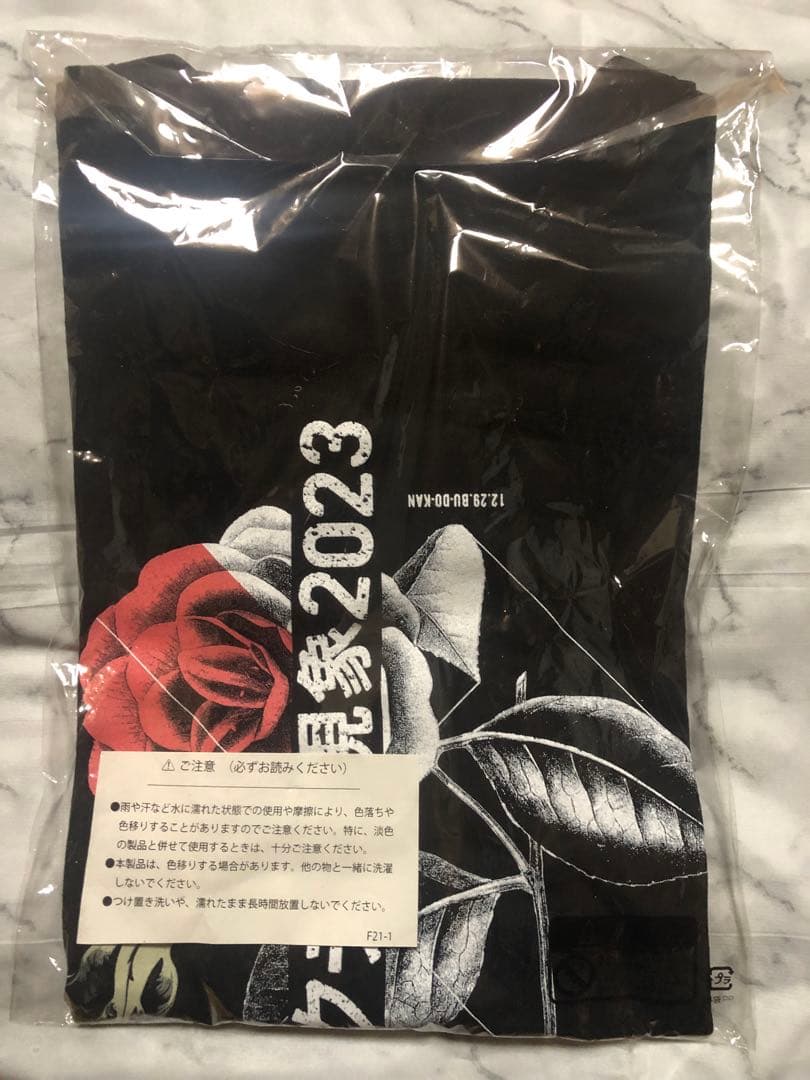 現象2023
12.29.BU-DO-KAN
⚠ ご注意 （必ずお読みください）
●雨や汗など水に濡れた状態での使用や摩擦により、色落ちや
色移りすることがありますのでご注意ください。特に、淡色
の製品と併せて使用するときは、十分ご注意ください。
●本製品は、色移りする場合があります。他の物と一緒に洗濯
しないでください。
●つけ置き洗いや、濡れたまま長時間放置しないでください。
F21-1
プラ